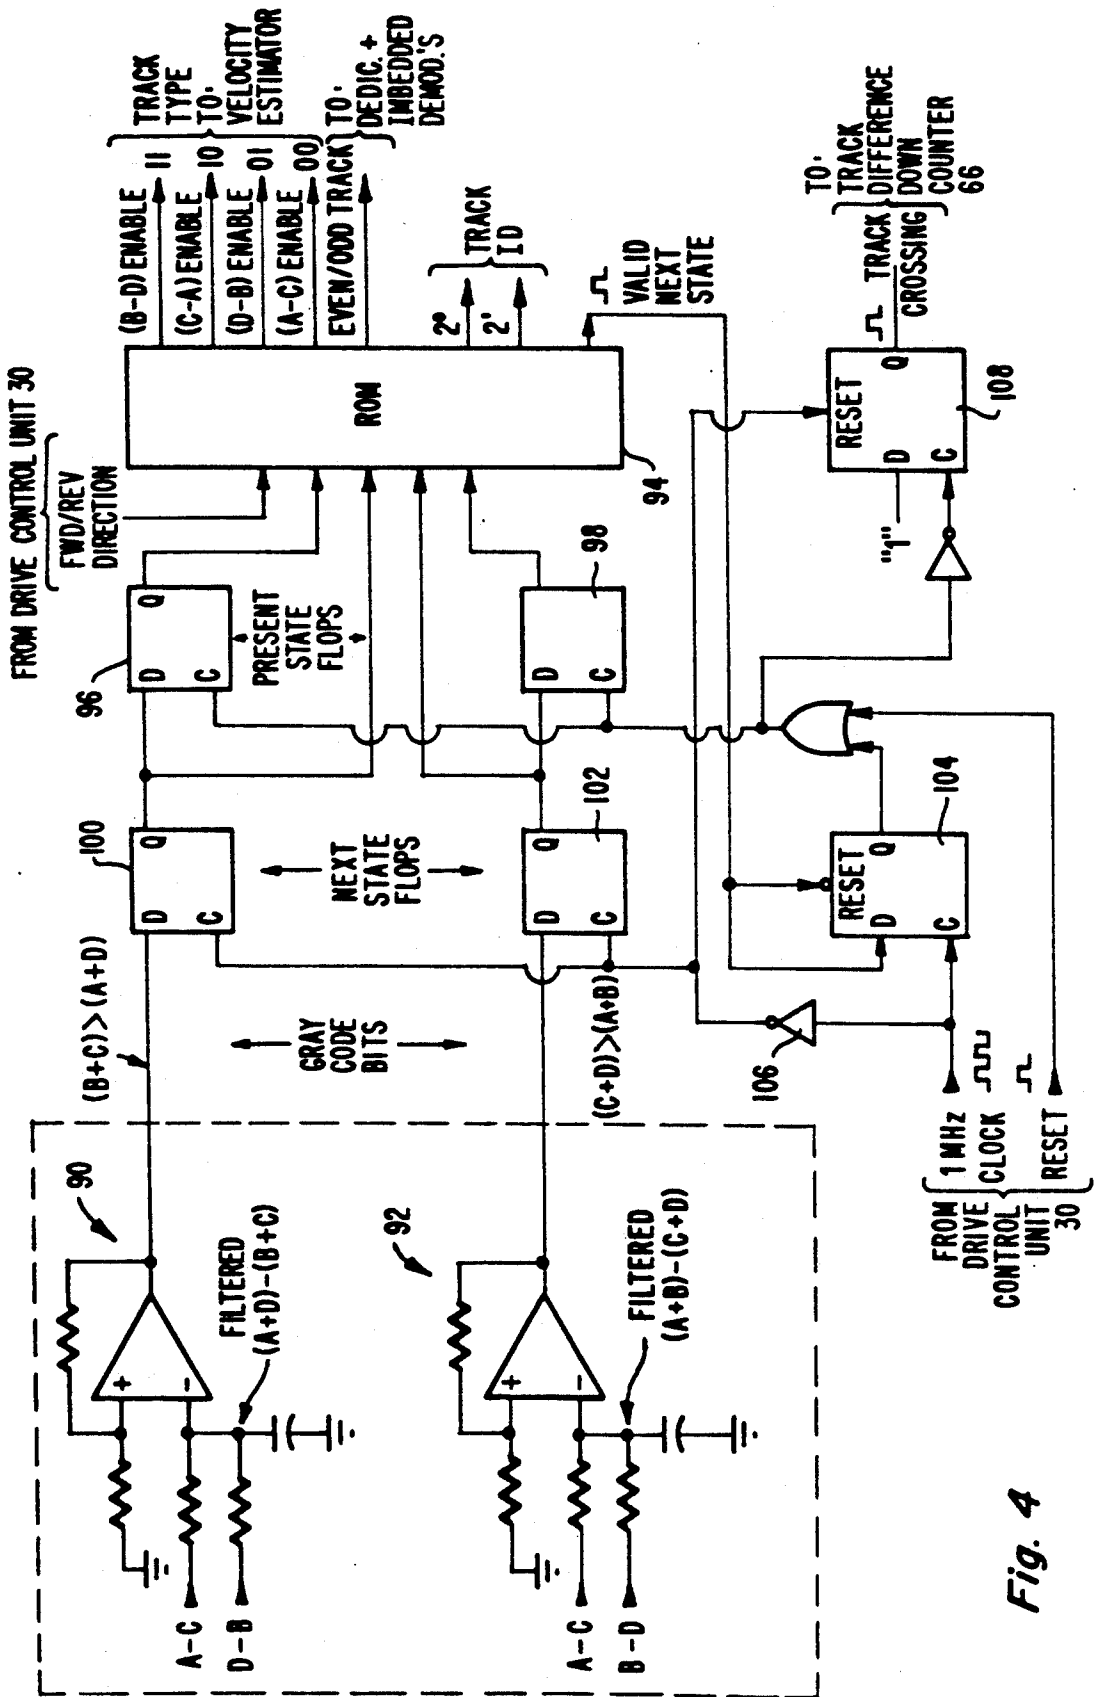 FROM DRIVE CONTROL UNIT 30
FWD/REV
DIRECTION
(B-D) ENABLE 11
(C-A) ENABLE 10
(D-B) ENABLE 01
(A-C) ENABLE 00
TRACK
TYPE
TO:
VELOCITY
ESTIMATOR
EVEN/ODD TRACK
TO:
DEDIC. +
IMBEDDED
DEMOD.'S
2⁰
2'
TRACK
ID
VALID
NEXT
STATE
ROM
94
96
D
Q
C
PRESENT
STATE
FLOPS
98
D
C
100
D
Q
C
NEXT
STATE
FLOPS
102
D
Q
C
(B+C)>(A+D)
GRAY
CODE
BITS
(C+D)>(A+B)
90
+
-
A-C
D-B
FILTERED
(A+D)-(B+C)
92
+
-
A-C
B-D
FILTERED
(A+B)-(C+D)
106
104
RESET
D
Q
C
108
RESET
D
Q
C
"1"
TRACK
CROSSING
TO:
TRACK
DIFFERENCE
DOWN
COUNTER
66
FROM
DRIVE
CONTROL
UNIT
30
1 MHz
CLOCK
RESET
Fig. 4